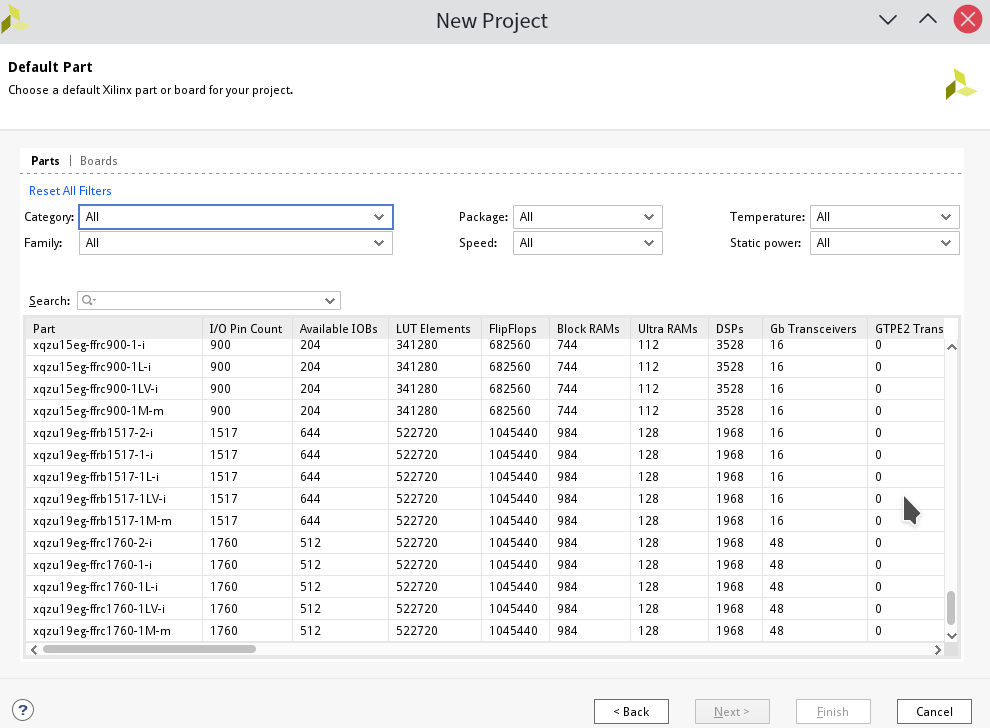 New Project
Default Part
Choose a default Xilinx part or board for your project.
Parts | Boards
Reset All Filters
Category: All Package: All Temperature: All
Family: All Speed: All Static power: All
Search:
Part I/O Pin Count Available IOBs LUT Elements FlipFlops Block RAMs Ultra RAMs DSPs Gb Transceivers GTPE2 Trans
xqzu15eg-ffrc900-1-i 900 204 341280 682560 744 112 3528 16 0
xqzu15eg-ffrc900-1L-i 900 204 341280 682560 744 112 3528 16 0
xqzu15eg-ffrc900-1LV-i 900 204 341280 682560 744 112 3528 16 0
xqzu15eg-ffrc900-1M-m 900 204 341280 682560 744 112 3528 16 0
xqzu19eg-ffrb1517-2-i 1517 644 522720 1045440 984 128 1968 16 0
xqzu19eg-ffrb1517-1-i 1517 644 522720 1045440 984 128 1968 16 0
xqzu19eg-ffrb1517-1L-i 1517 644 522720 1045440 984 128 1968 16 0
xqzu19eg-ffrb1517-1LV-i 1517 644 522720 1045440 984 128 1968 16 0
xqzu19eg-ffrb1517-1M-m 1517 644 522720 1045440 984 128 1968 16 0
xqzu19eg-ffrc1760-2-i 1760 512 522720 1045440 984 128 1968 48 0
xqzu19eg-ffrc1760-1-i 1760 512 522720 1045440 984 128 1968 48 0
xqzu19eg-ffrc1760-1L-i 1760 512 522720 1045440 984 128 1968 48 0
xqzu19eg-ffrc1760-1LV-i 1760 512 522720 1045440 984 128 1968 48 0
xqzu19eg-ffrc1760-1M-m 1760 512 522720 1045440 984 128 1968 48 0
? < Back Next > Finish Cancel